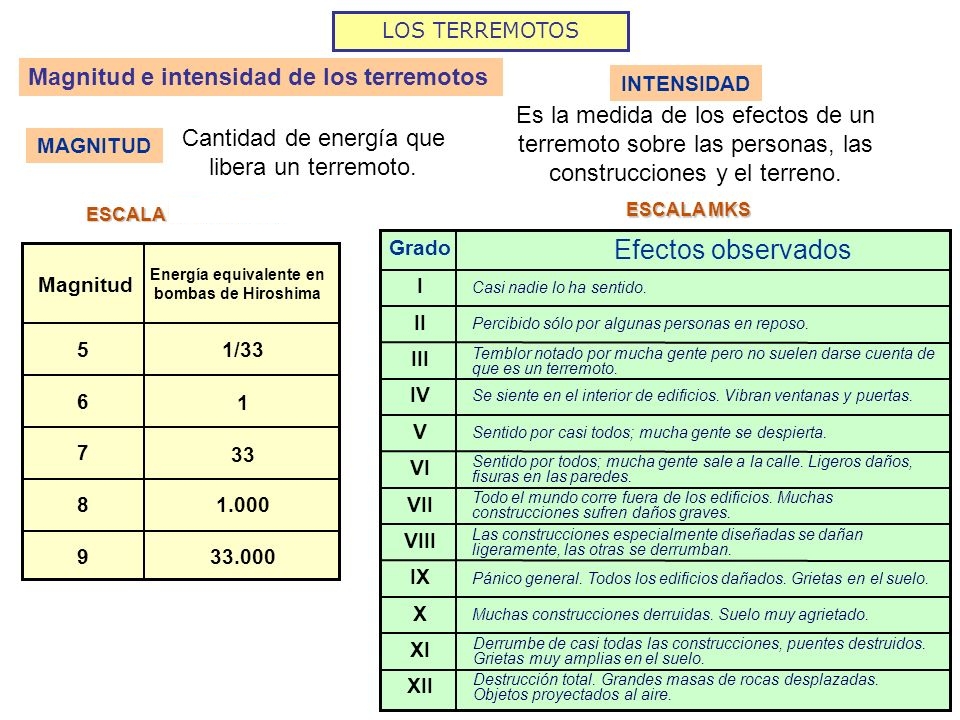 LOS TERREMOTOS
Magnitud e intensidad de los terremotos
MAGNITUD
Cantidad de energía que
libera un terremoto.
ESCALA
Magnitud
Energía equivalente en
bombas de Hiroshima
5 1/33
6 1
7 33
8 1.000
9 33.000
INTENSIDAD
Es la medida de los efectos de un
terremoto sobre las personas, las
construcciones y el terreno.
ESCALA MKS
Grado Efectos observados
I Casi nadie lo ha sentido.
II Percibido sólo por algunas personas en reposo.
III Temblor notado por mucha gente pero no suelen darse cuenta de
que es un terremoto.
IV Se siente en el interior de edificios. Vibran ventanas y puertas.
V Sentido por casi todos; mucha gente se despierta.
VI Sentido por todos; mucha gente sale a la calle. Ligeros daños,
fisuras en las paredes.
VII Todo el mundo corre fuera de los edificios. Muchas
construcciones sufren daños graves.
VIII Las construcciones especialmente diseñadas se dañan
ligeramente, las otras se derrumban.
IX Pánico general. Todos los edificios dañados. Grietas en el suelo.
X Muchas construcciones derruidas. Suelo muy agrietado.
XI Derrumbe de casi todas las construcciones, puentes destruidos.
Grietas muy amplias en el suelo.
XII Destrucción total. Grandes masas de rocas desplazadas.
Objetos proyectados al aire.